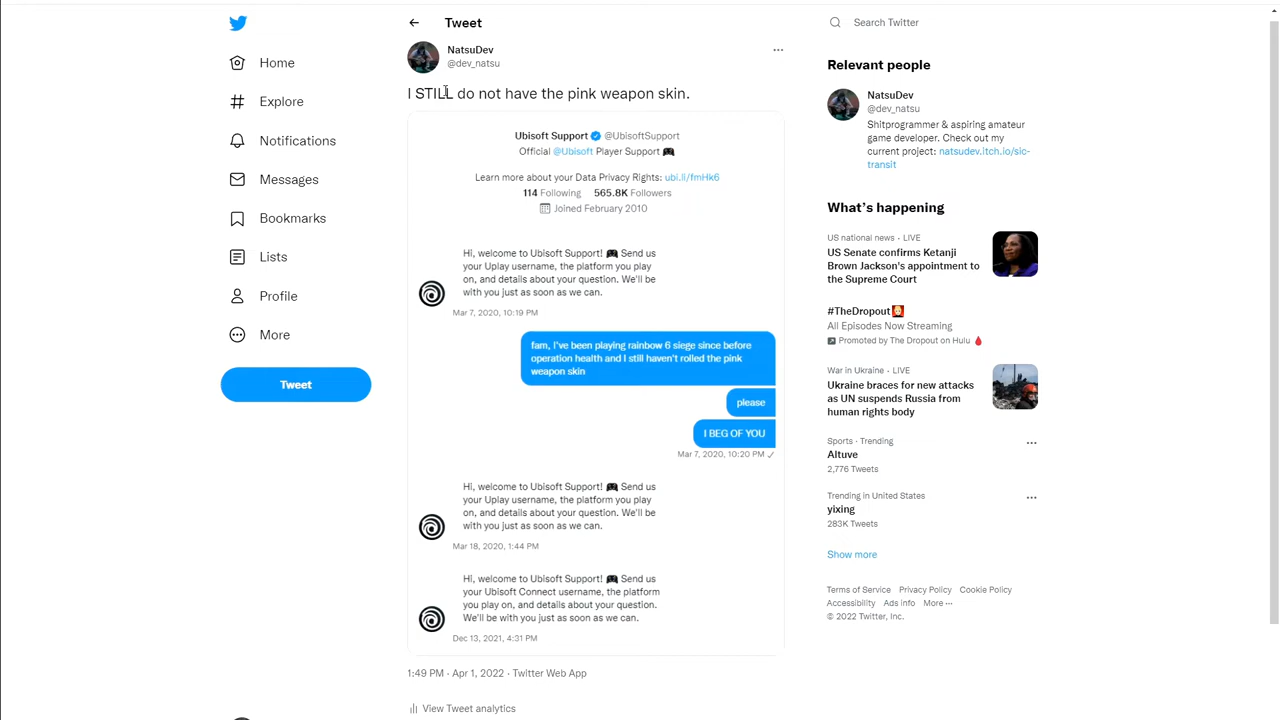 Tweet
Search Twitter
NatsuDev
@dev_natsu
Home
Explore
Notifications
Messages
Bookmarks
Lists
Profile
More
Tweet
I STILL do not have the pink weapon skin.
Ubisoft Support @UbisoftSupport
Official @Ubisoft Player Support
Learn more about your Data Privacy Rights: ubi.li/fmHk6
114 Following 565.8K Followers
Joined February 2010
Hi, welcome to Ubisoft Support! 🎮 Send us
your Uplay username, the platform you play
on, and details about your question. We'll be
with you just as soon as we can.
Mar 7, 2020, 10:19 PM
fam, I've been playing rainbow 6 siege since before
operation health and I still haven't rolled the pink
weapon skin
please
I BEG OF YOU
Mar 7, 2020, 10:20 PM ✓
Hi, welcome to Ubisoft Support! 🎮 Send us
your Uplay username, the platform you play
on, and details about your question. We'll be
with you just as soon as we can.
Mar 18, 2020, 1:44 PM
Hi, welcome to Ubisoft Support! 🎮 Send us
your Ubisoft Connect username, the platform
you play on, and details about your question.
We'll be with you just as soon as we can.
Dec 13, 2021, 4:31 PM
1:49 PM · Apr 1, 2022 · Twitter Web App
View Tweet analytics
Relevant people
NatsuDev
@dev_natsu
Shitprogrammer & aspiring amateur
game developer. Check out my
current project: natsudev.itch.io/sic-
transit
What's happening
US national news · LIVE
US Senate confirms Ketanji
Brown Jackson's appointment to
the Supreme Court
#TheDropout
All Episodes Now Streaming
Promoted by The Dropout on Hulu 🩸
War in Ukraine · LIVE
Ukraine braces for new attacks
as UN suspends Russia from
human rights body
Sports · Trending
Altuve
2,776 Tweets
Trending in United States
yixing
283K Tweets
Show more
Terms of Service Privacy Policy Cookie Policy
Accessibility Ads info More ···
© 2022 Twitter, Inc.